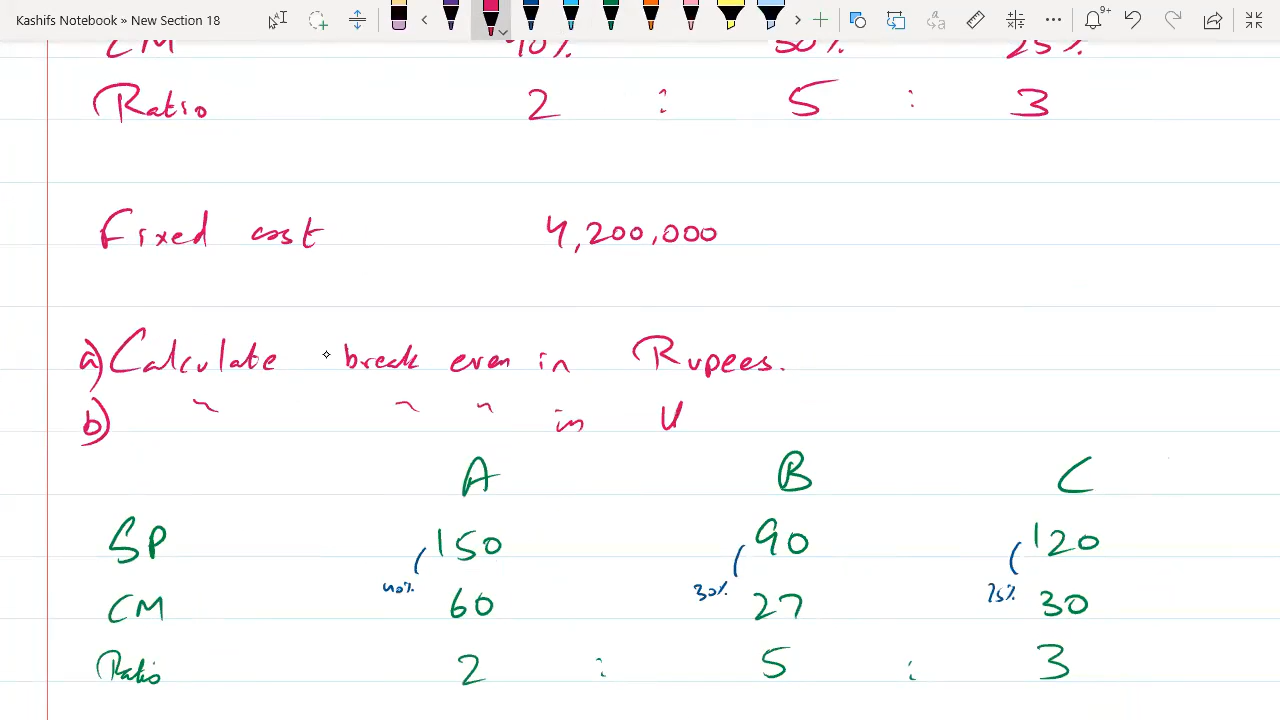 Kashifs Notebook » New Section 18
9+
CM 40% 30% 25%
Ratio 2 : 5 : 3
Fixed cost 4,200,000
a) Calculate break even in Rupees.
b) " " " in U
A B C
SP 150 90 120
40% 30% 25%
CM 60 27 30
Ratio 2 : 5 : 3